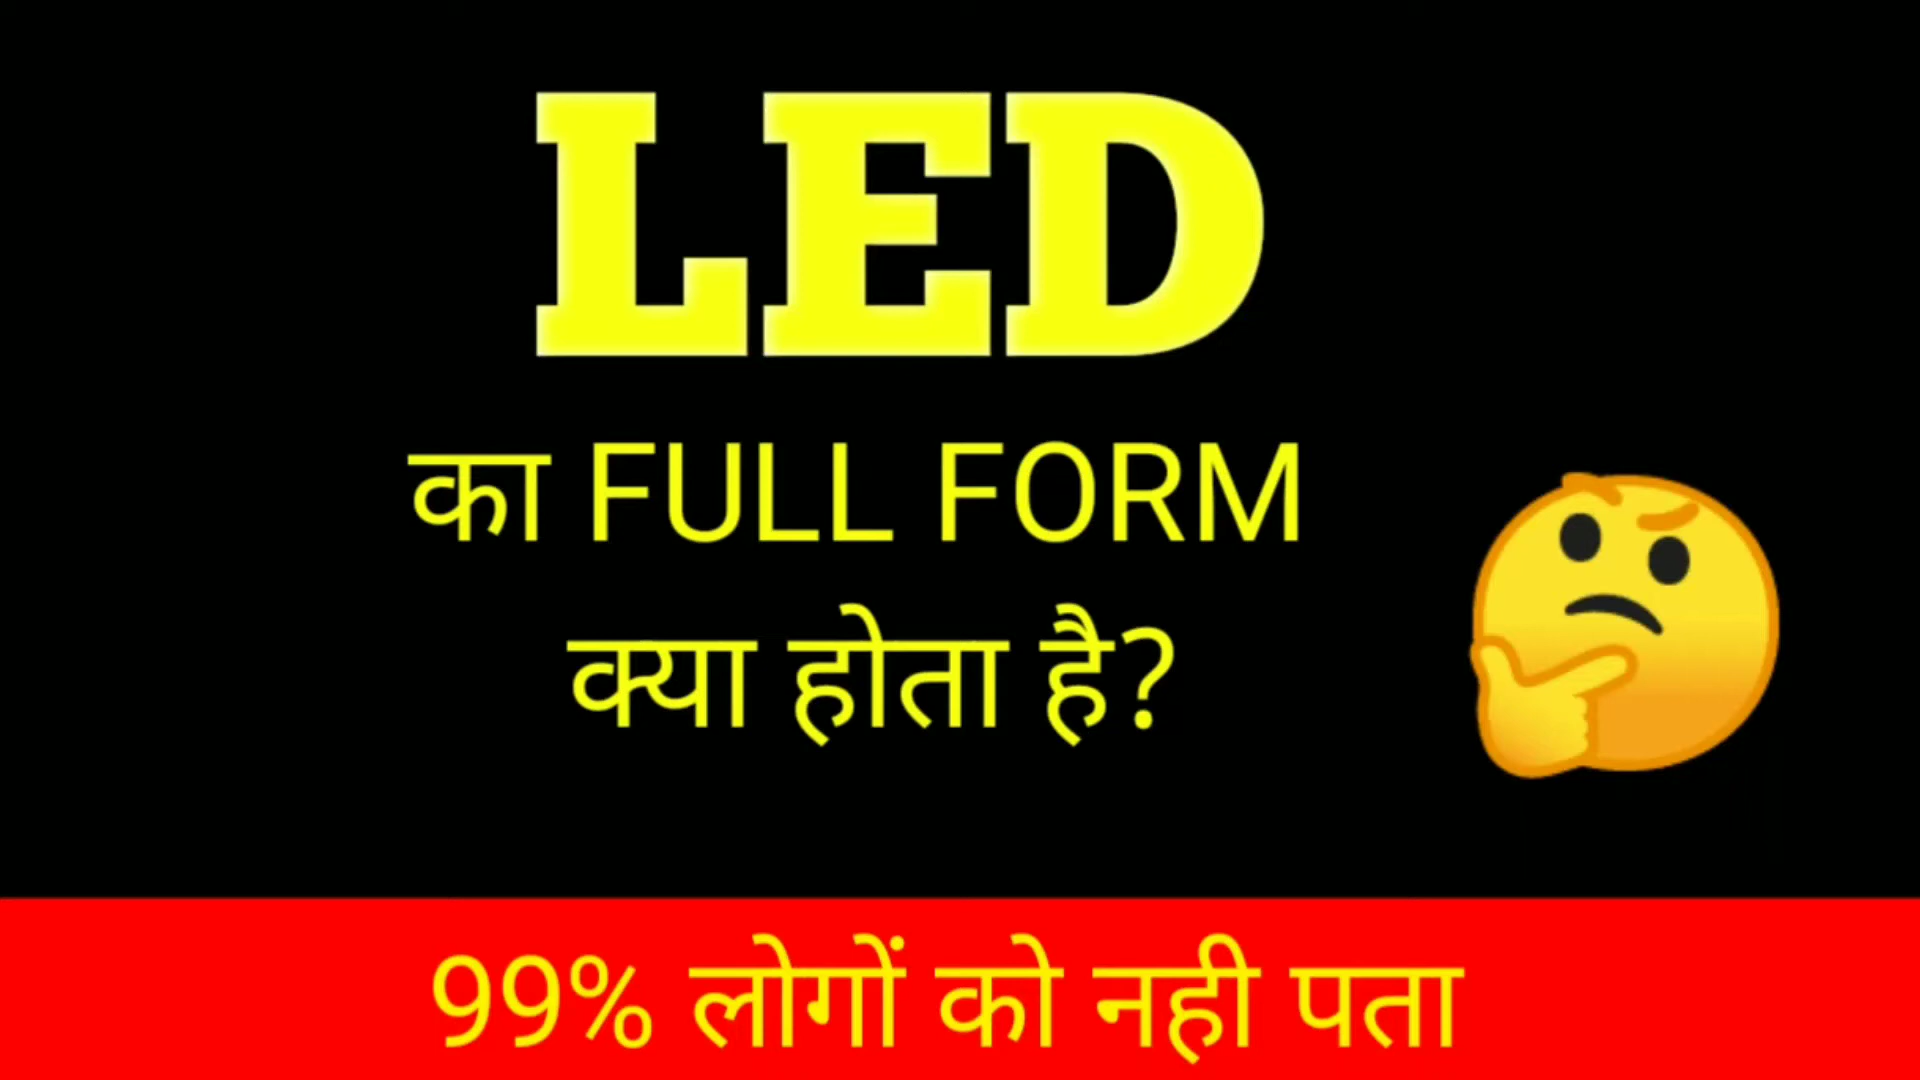 LED
का FULL FORM
क्या होता है?
99% लोगों को नही पता